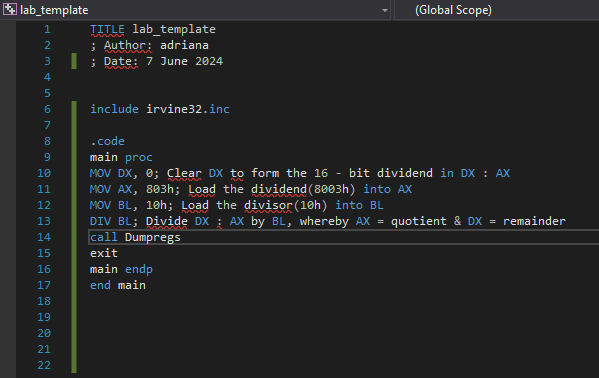 lab_template (Global Scope)
1 TITLE lab_template
2 ; Author: adriana
3 ; Date: 7 June 2024
4
5
6 include irvine32.inc
7
8 .code
9 main proc
10 MOV DX, 0; Clear DX to form the 16 - bit dividend in DX : AX
11 MOV AX, 803h; Load the dividend(8003h) into AX
12 MOV BL, 10h; Load the divisor(10h) into BL
13 DIV BL; Divide DX : AX by BL, whereby AX = quotient & DX = remainder
14 call Dumpregs
15 exit
16 main endp
17 end main
18
19
20
21
22